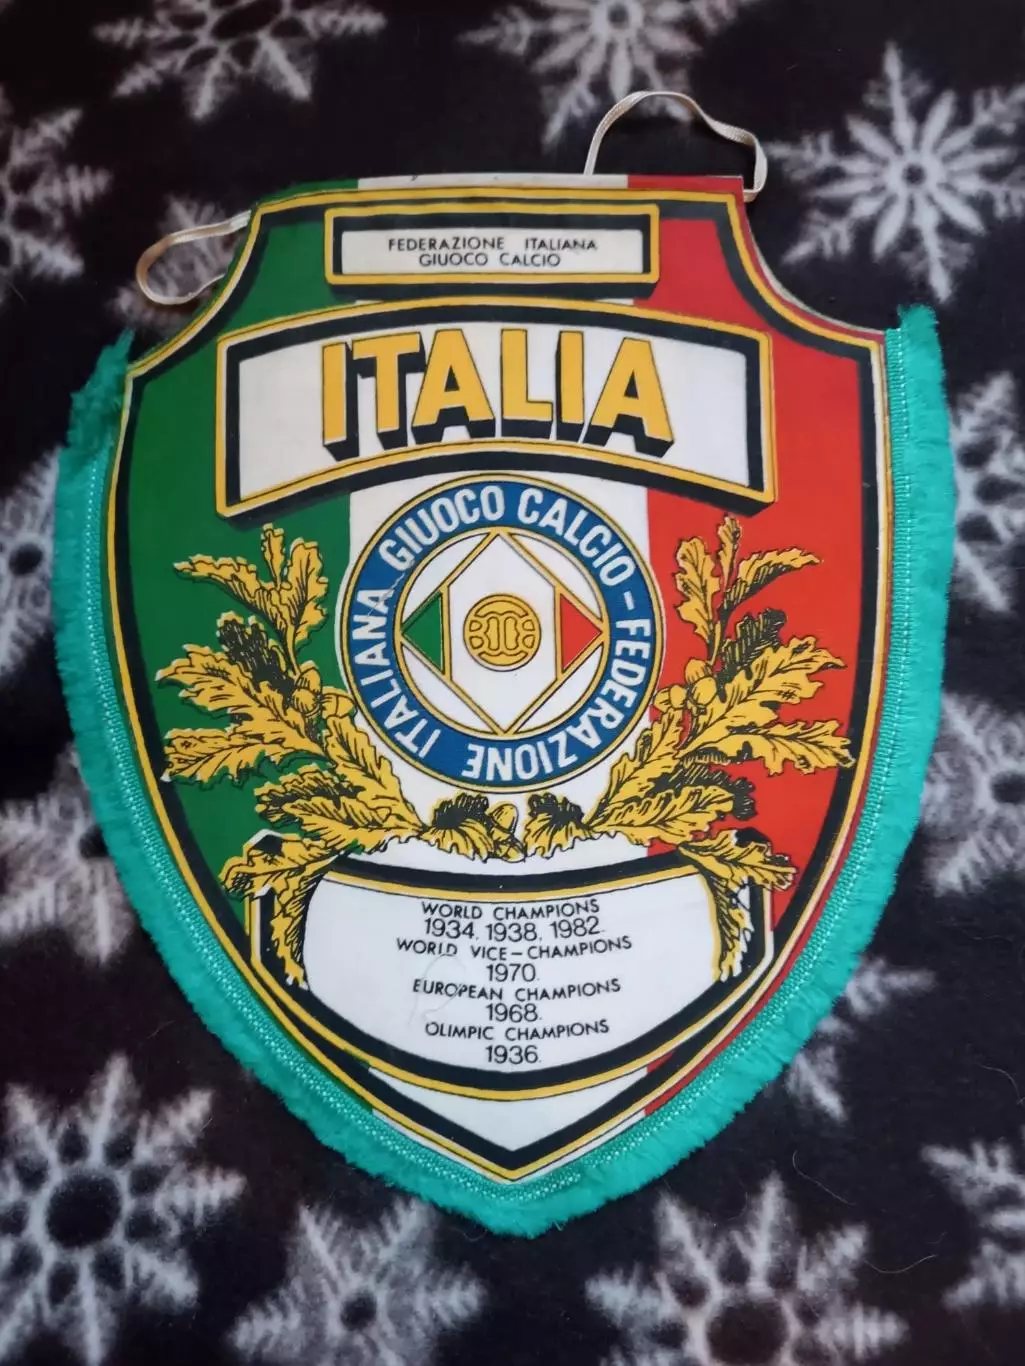 FEDERAZIONE ITALIANA
GIUOCO CALCIO
ITALIA
FEDERAZIONE ITALIANA GIUOCO CALCIO -
WORLD CHAMPIONS
1934. 1938. 1982.
WORLD VICE-CHAMPIONS
1970.
EUROPEAN CHAMPIONS
1968.
OLIMPIC CHAMPIONS
1936.